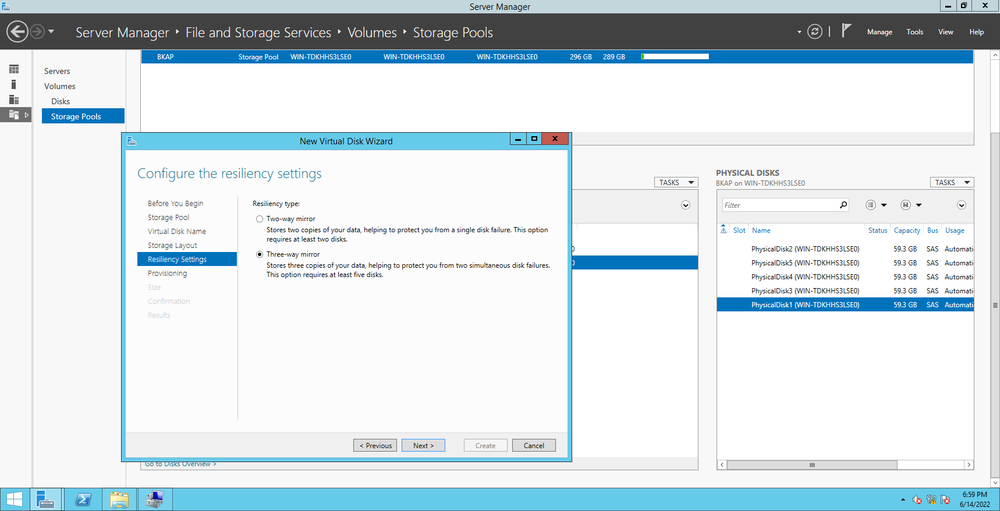 Server Manager
Server Manager ‣ File and Storage Services ‣ Volumes ‣ Storage Pools
Manage Tools View Help
BKAP Storage Pool WIN-TDKHHS3LSE0 WIN-TDKHHS3LSE0 WIN-TDKHHS3LSE0 296 GB 289 GB
Servers
Volumes
Disks
Storage Pools
New Virtual Disk Wizard
Configure the resiliency settings
Before You Begin
Storage Pool
Virtual Disk Name
Storage Layout
Resiliency Settings
Provisioning
Size
Confirmation
Results
Resiliency type:
Two-way mirror
Stores two copies of your data, helping to protect you from a single disk failure. This option
requires at least two disks.
Three-way mirror
Stores three copies of your data, helping to protect you from two simultaneous disk failures.
This option requires at least five disks.
< Previous Next > Create Cancel
TASKS
0
0
Go to Disks Overview >
PHYSICAL DISKS
BKAP on WIN-TDKHHS3LSE0
TASKS
Filter
Slot Name Status Capacity Bus Usage
PhysicalDisk2 (WIN-TDKHHS3LSE0) 59.3 GB SAS Automati
PhysicalDisk5 (WIN-TDKHHS3LSE0) 59.3 GB SAS Automati
PhysicalDisk4 (WIN-TDKHHS3LSE0) 59.3 GB SAS Automati
PhysicalDisk3 (WIN-TDKHHS3LSE0) 59.3 GB SAS Automati
PhysicalDisk1 (WIN-TDKHHS3LSE0) 59.3 GB SAS Automati
6:59 PM
6/14/2022